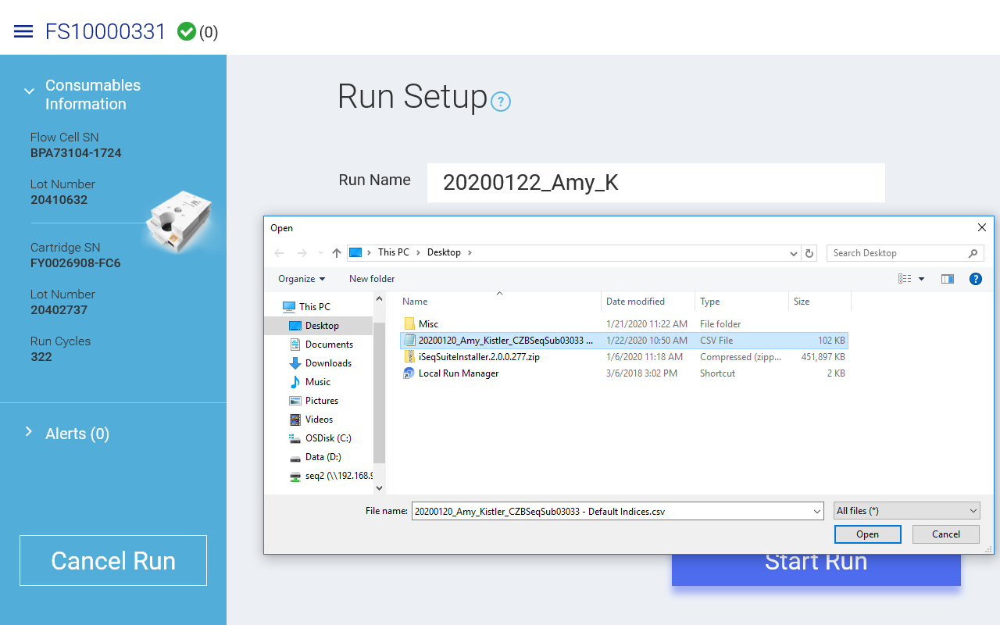 FS10000331 (0)
Consumables
Information
Flow Cell SN
BPA73104-1724
Lot Number
20410632
Cartridge SN
FY0026908-FC6
Lot Number
20402737
Run Cycles
322
Alerts (0)
Cancel Run
Run Setup ?
Run Name 20200122_Amy_K
Open
This PC Desktop Search Desktop
Organize New folder ?
This PC
Desktop
Documents
Downloads
Music
Pictures
Videos
OSDisk (C:)
Data (D:)
seq2 (\\192.168.9
Name Date modified Type Size
Misc 1/21/2020 11:22 AM File folder
20200120_Amy_Kistler_CZBSeqSub03033 ... 1/22/2020 10:50 AM CSV File 102 KB
iSeqSuiteInstaller.2.0.0.277.zip 1/6/2020 11:18 AM Compressed (zipp... 451,897 KB
Local Run Manager 3/6/2018 3:02 PM Shortcut 2 KB
File name: 20200120_Amy_Kistler_CZBSeqSub03033 - Default Indices.csv All files (*)
Open Cancel
Start Run